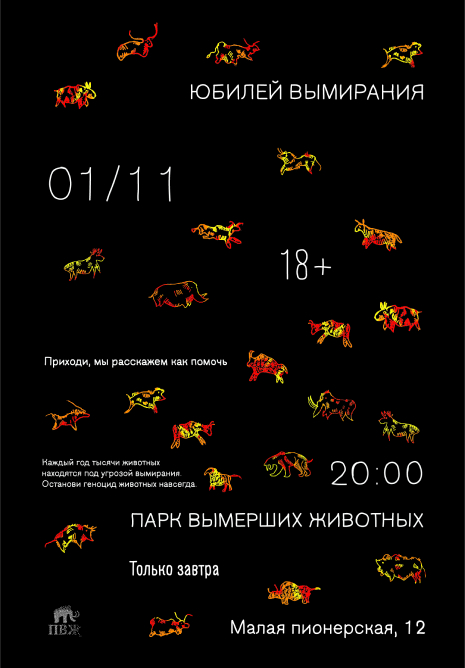 ЮБИЛЕЙ ВЫМИРАНИЯ
01/11
18+
Приходи, мы расскажем как помочь
Каждый год тысячи животных
находятся под угрозой вымирания.
Останови геноцид животных навсегда.
20:00
ПАРК ВЫМЕРШИХ ЖИВОТНЫХ
Только завтра
ПВЖ
Малая пионерская, 12